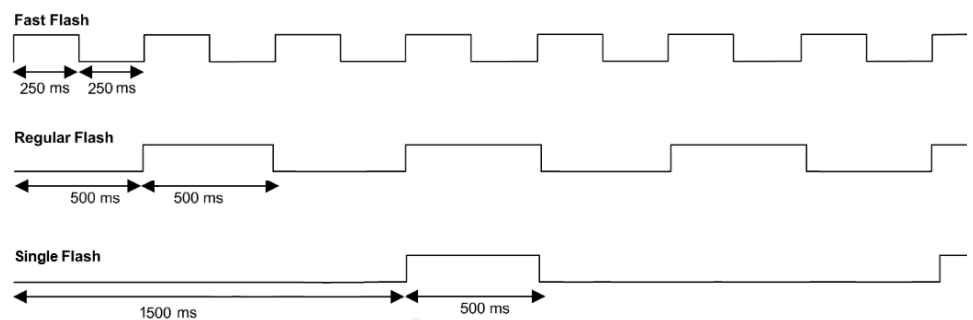 Fast Flash
250 ms 250 ms
Regular Flash
500 ms 500 ms
Single Flash
1500 ms 500 ms